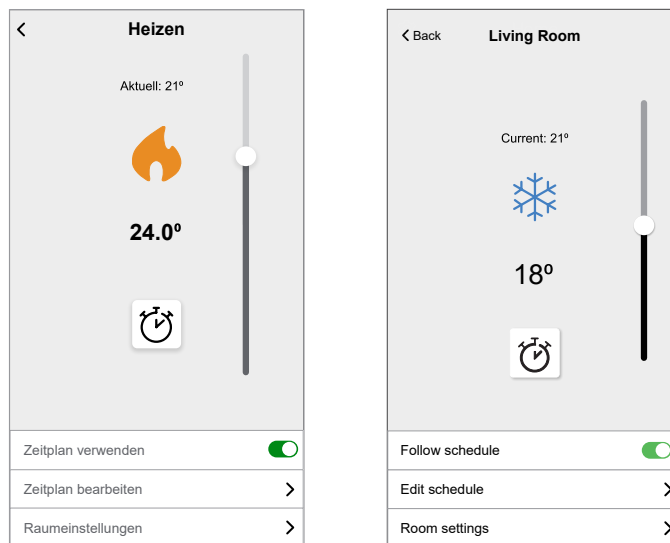 Heizen
Aktuell: 21º
24.0º
Zeitplan verwenden
Zeitplan bearbeiten
Raumeinstellungen
Back
Living Room
Current: 21º
18º
Follow schedule
Edit schedule
Room settings